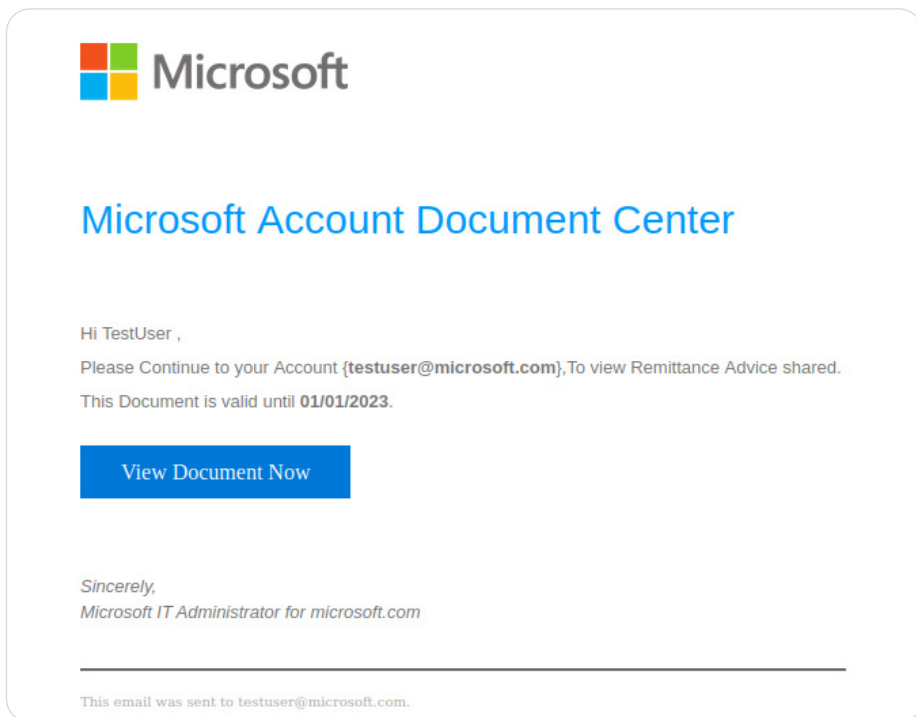 Microsoft
Microsoft Account Document Center
Hi TestUser ,
Please Continue to your Account {testuser@microsoft.com},To view Remittance Advice shared.
This Document is valid until 01/01/2023.
View Document Now
Sincerely,
Microsoft IT Administrator for microsoft.com
This email was sent to testuser@microsoft.com.